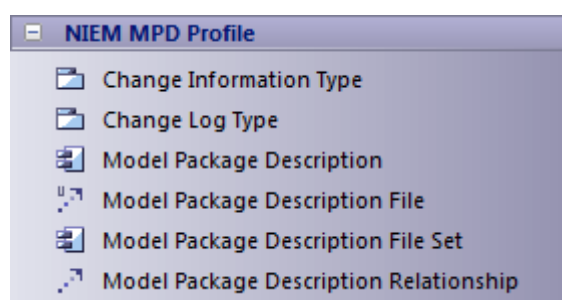 NIEM MPD Profile
Change Information Type
Change Log Type
Model Package Description
Model Package Description File
Model Package Description File Set
Model Package Description Relationship